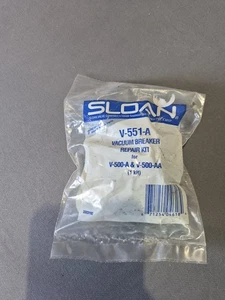 SLOAN
V-551-A
VACUUM BREAKER
REPAIR KIT
for
V-500-A & V-500-AA
(1 kit)